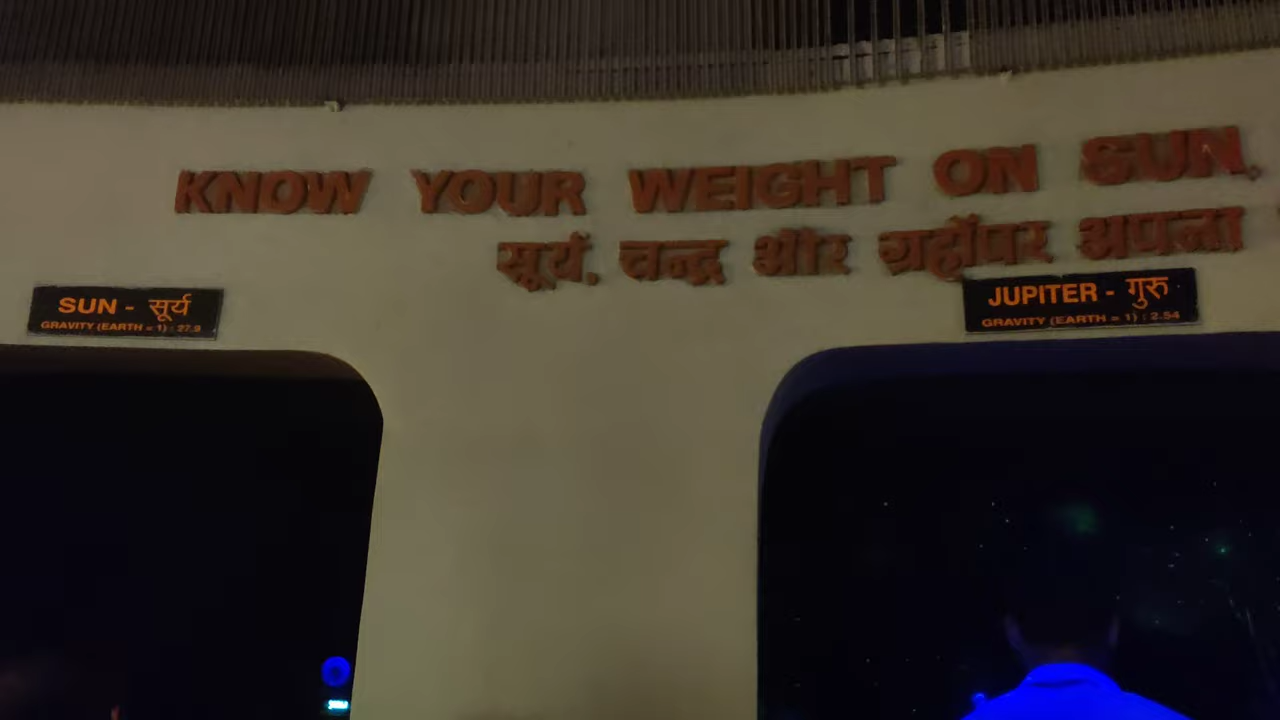 KNOW YOUR WEIGHT ON SUN,
सूर्य, चन्द्र और ग्रहोंपर अपना
SUN - सूर्य
GRAVITY (EARTH = 1) : 27.9
JUPITER - गुरु
GRAVITY (EARTH = 1) : 2.54